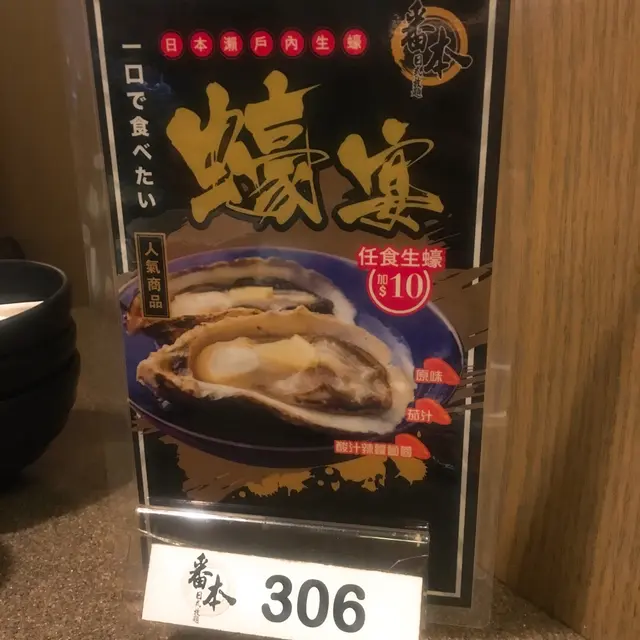 日本瀨戶內生蠔
番本
一口で食べたい
蠔宴
人氣商品
任食生蠔
加$10
原味
茄汁
番本
306